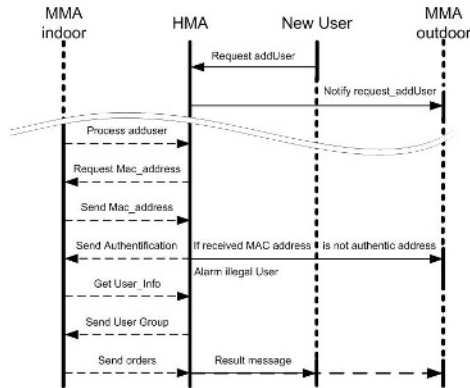 MMA indoor
HMA
New User
MMA outdoor
Request addUser
Notify request_addUser
Process adduser
Request Mac_address
Send Mac_address
Send Authentification
If received MAC address
is not authentic address
Alarm illegal User
Get User_Info
Send User Group
Send orders
Result message